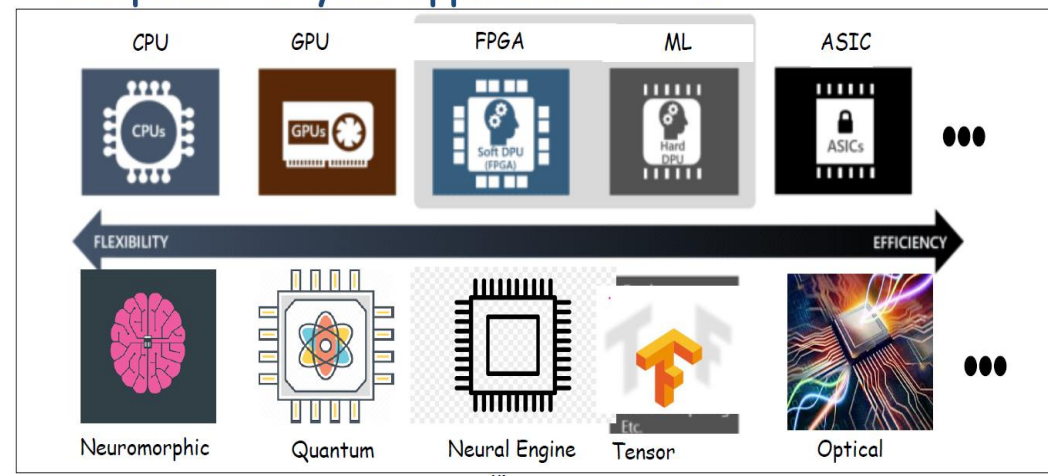 CPU GPU FPGA ML ASIC
CPUs
GPUs
Soft DPU
(FPGA)
Hard
DPU
ASICs
FLEXIBILITY EFFICIENCY
Etc.
Neuromorphic Quantum Neural Engine Tensor Optical